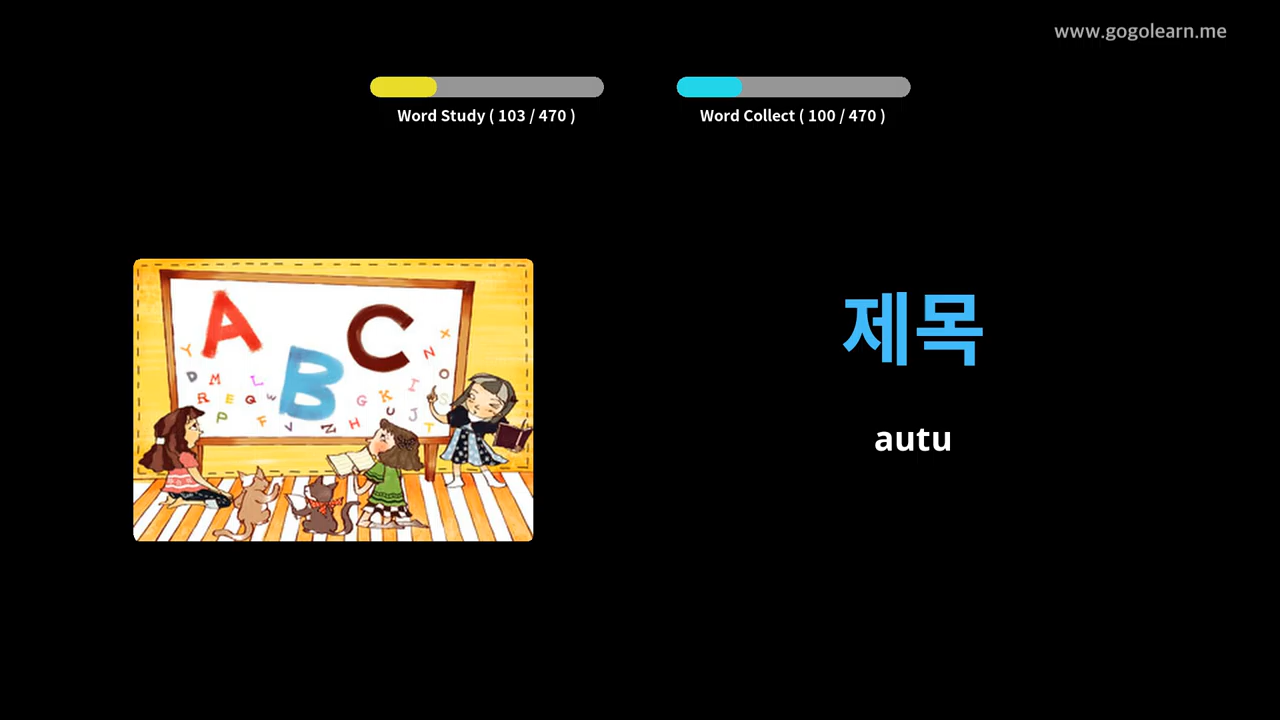 www.gogolearn.me
Word Study ( 103 / 470 )
Word Collect ( 100 / 470 )
제목
autu
A B C
X
Y N
D M L I O
R E Q W G K S
P F V Z H U J T